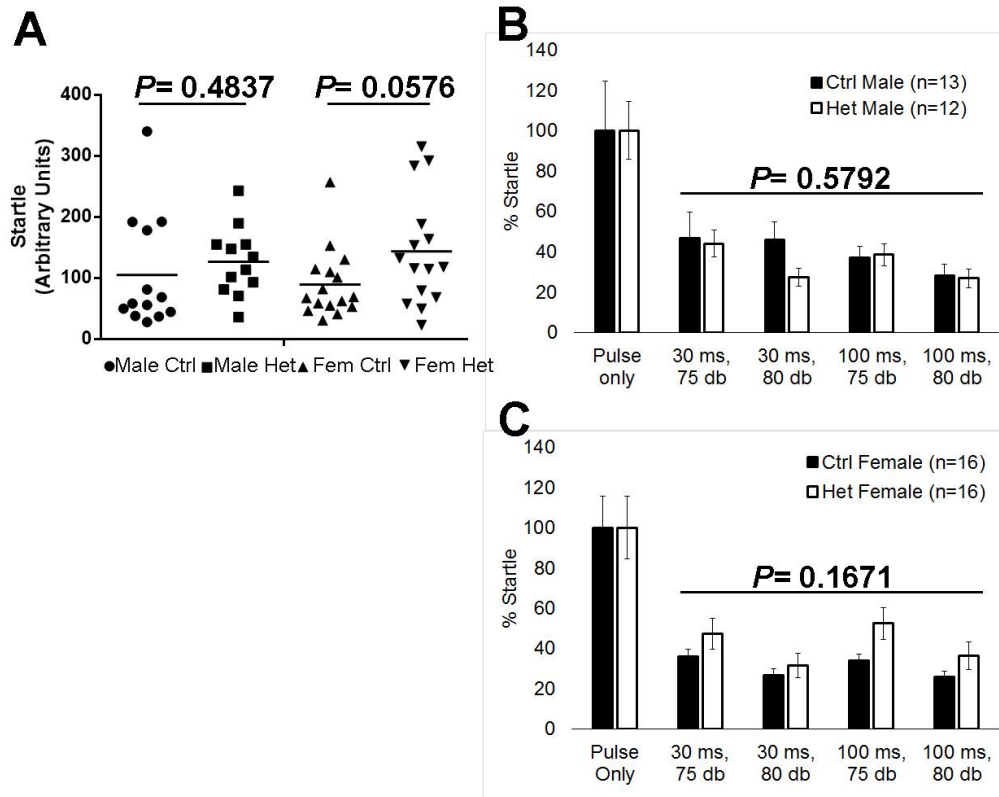 A
P= 0.4837
P= 0.0576
400
300
200
100
0
Startle
(Arbitrary Units)
Male Ctrl
Male Het
Fem Ctrl
Fem Het
B
140
120
100
80
60
40
20
0
% Startle
Ctrl Male (n=13)
Het Male (n=12)
P= 0.5792
Pulse
only
30 ms,
75 db
30 ms,
80 db
100 ms,
75 db
100 ms,
80 db
C
140
120
100
80
60
40
20
0
% Startle
Ctrl Female (n=16)
Het Female (n=16)
P= 0.1671
Pulse
Only
30 ms,
75 db
30 ms,
80 db
100 ms,
75 db
100 ms,
80 db